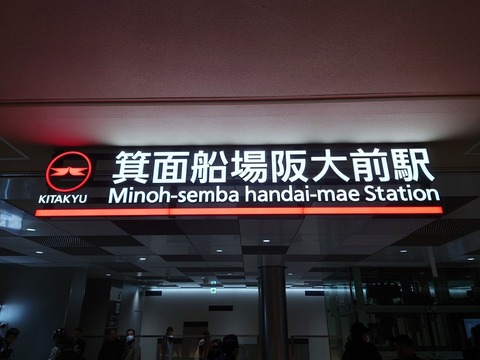 箕面船場阪大前駅
KITAKYU
Minoh-semba handai-mae Station